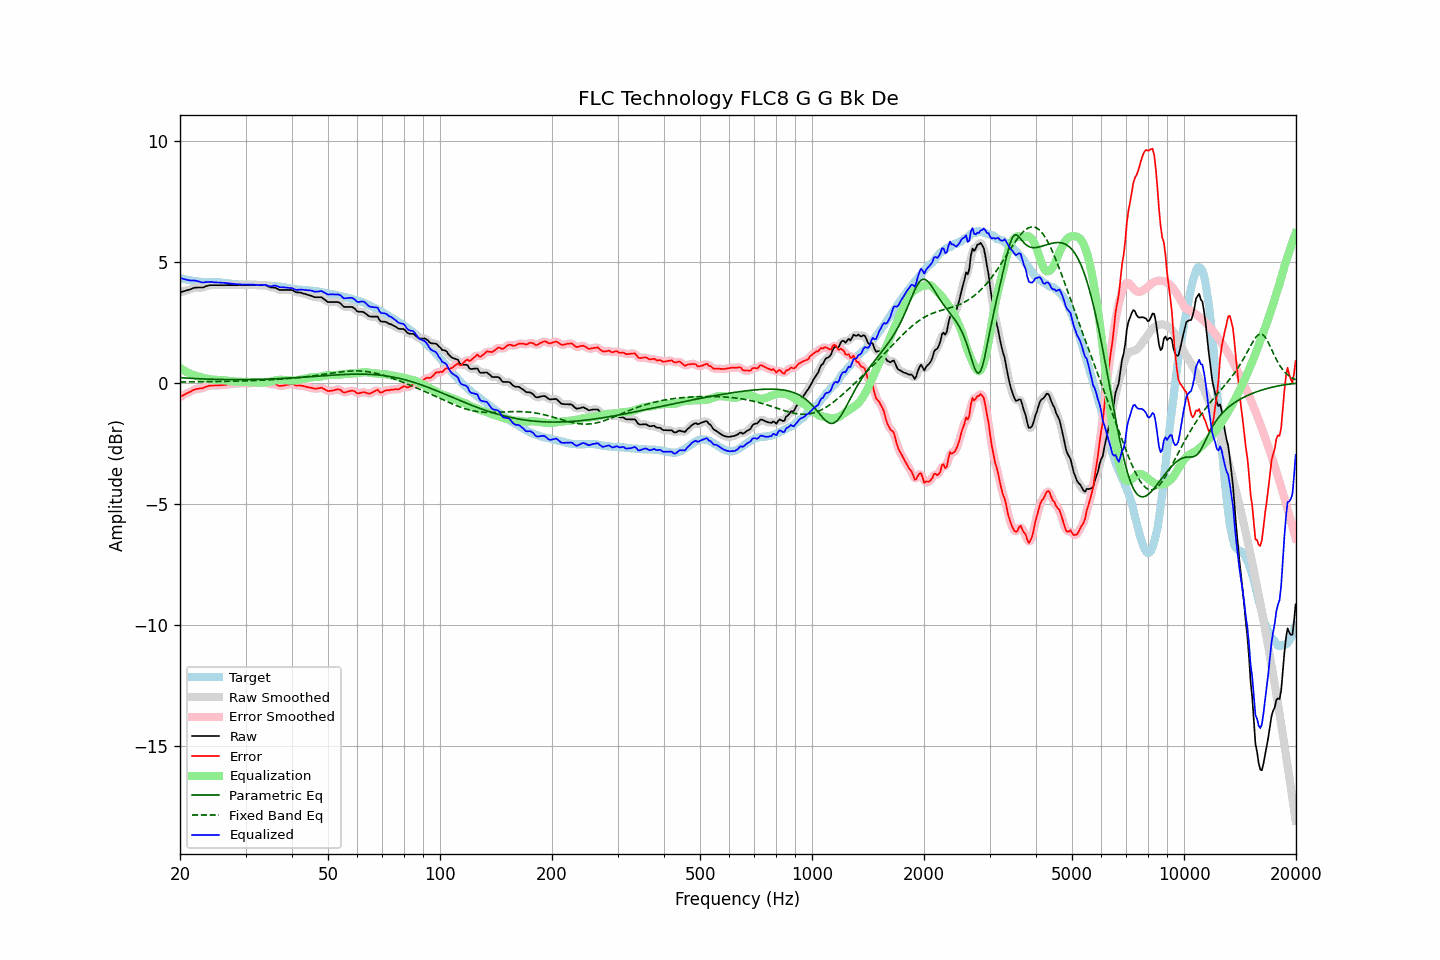 FLC Technology FLC8 G G Bk De
10
5
0
−5
−10
−15
Amplitude (dBr)
Target
Raw Smoothed
Error Smoothed
Raw
Error
Equalization
Parametric Eq
Fixed Band Eq
Equalized
20 50 100 200 500 1000 2000 5000 10000 20000
Frequency (Hz)